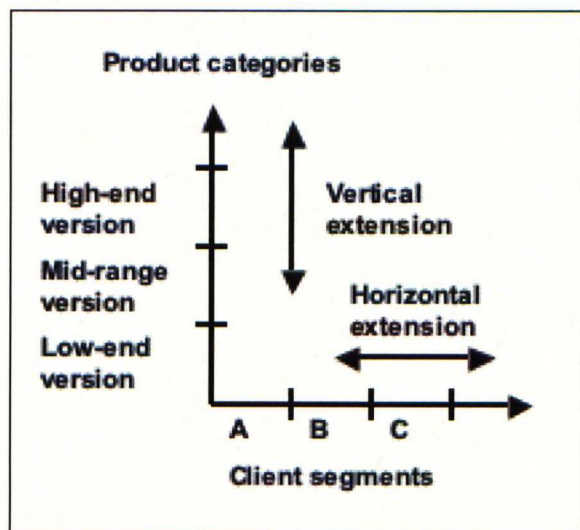 Product categories
High-end
version
Vertical
extension
Mid-range
version
Horizontal
extension
Low-end
version
A B C
Client segments